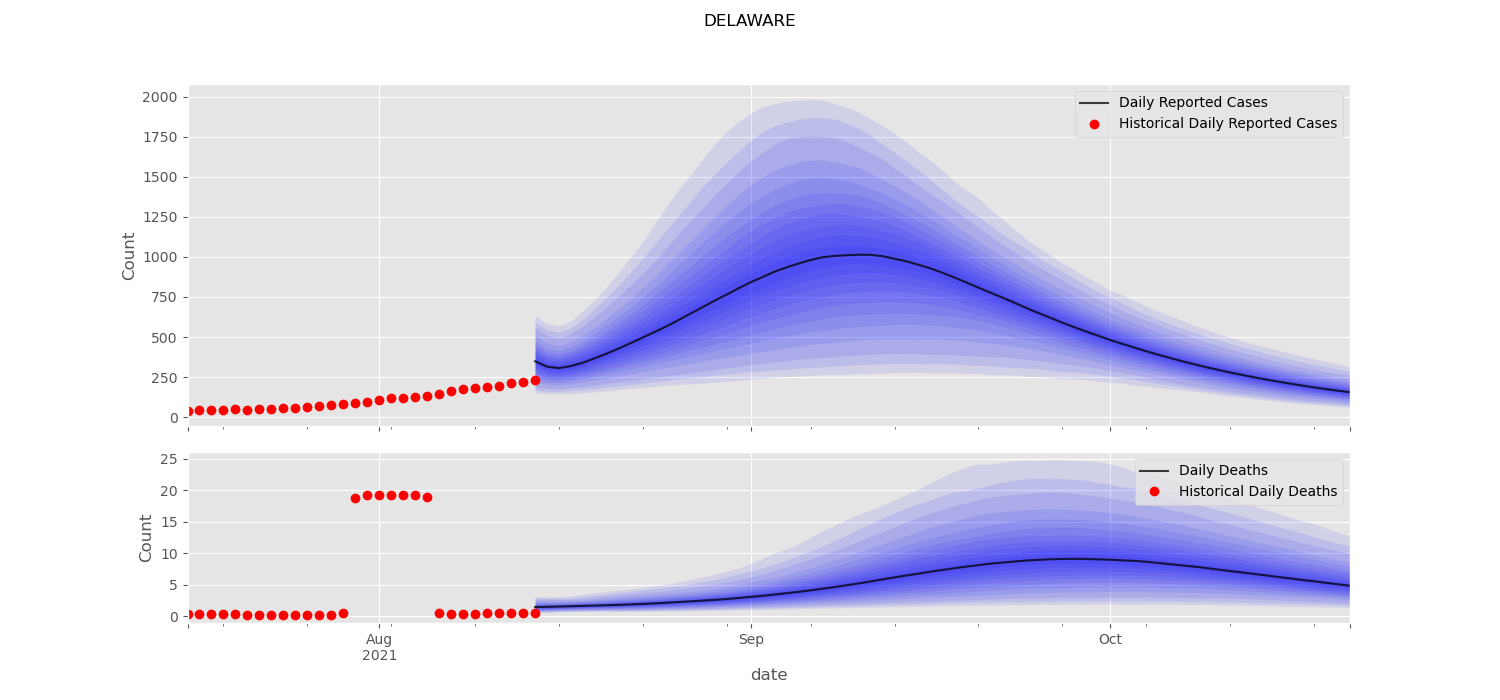 DELAWARE
2000
1750
1500
1250
1000
750
500
250
0
Count
Daily Reported Cases
Historical Daily Reported Cases
25
20
15
10
5
0
Count
Daily Deaths
Historical Daily Deaths
Aug
2021
Sep
Oct
date